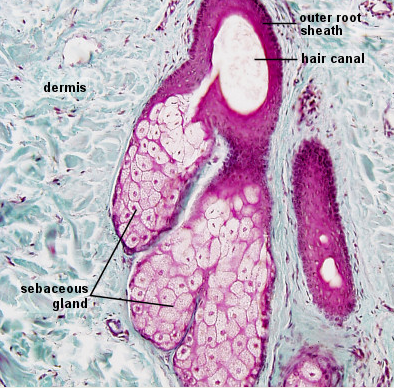 outer root
sheath
hair canal
dermis
sebaceous
gland